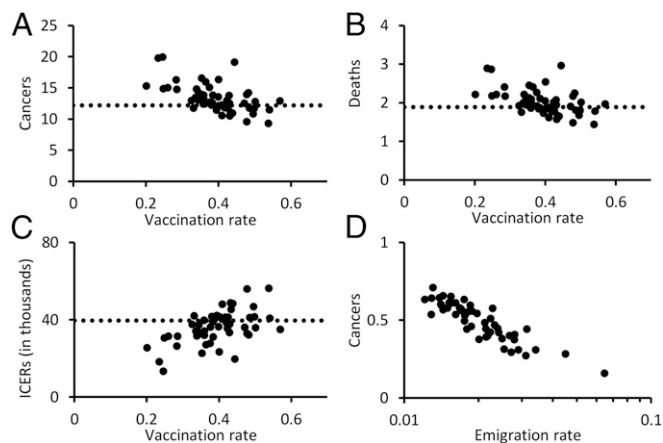 A
25
20
15
10
5
0
Cancers
0
0.2
0.4
0.6
Vaccination rate
B
4
3
2
1
0
Deaths
0
0.2
0.4
0.6
Vaccination rate
C
80
40
0
ICERs (in thousands)
0
0.2
0.4
0.6
Vaccination rate
D
1
0.5
0
Cancers
0.01
0.1
Emigration rate